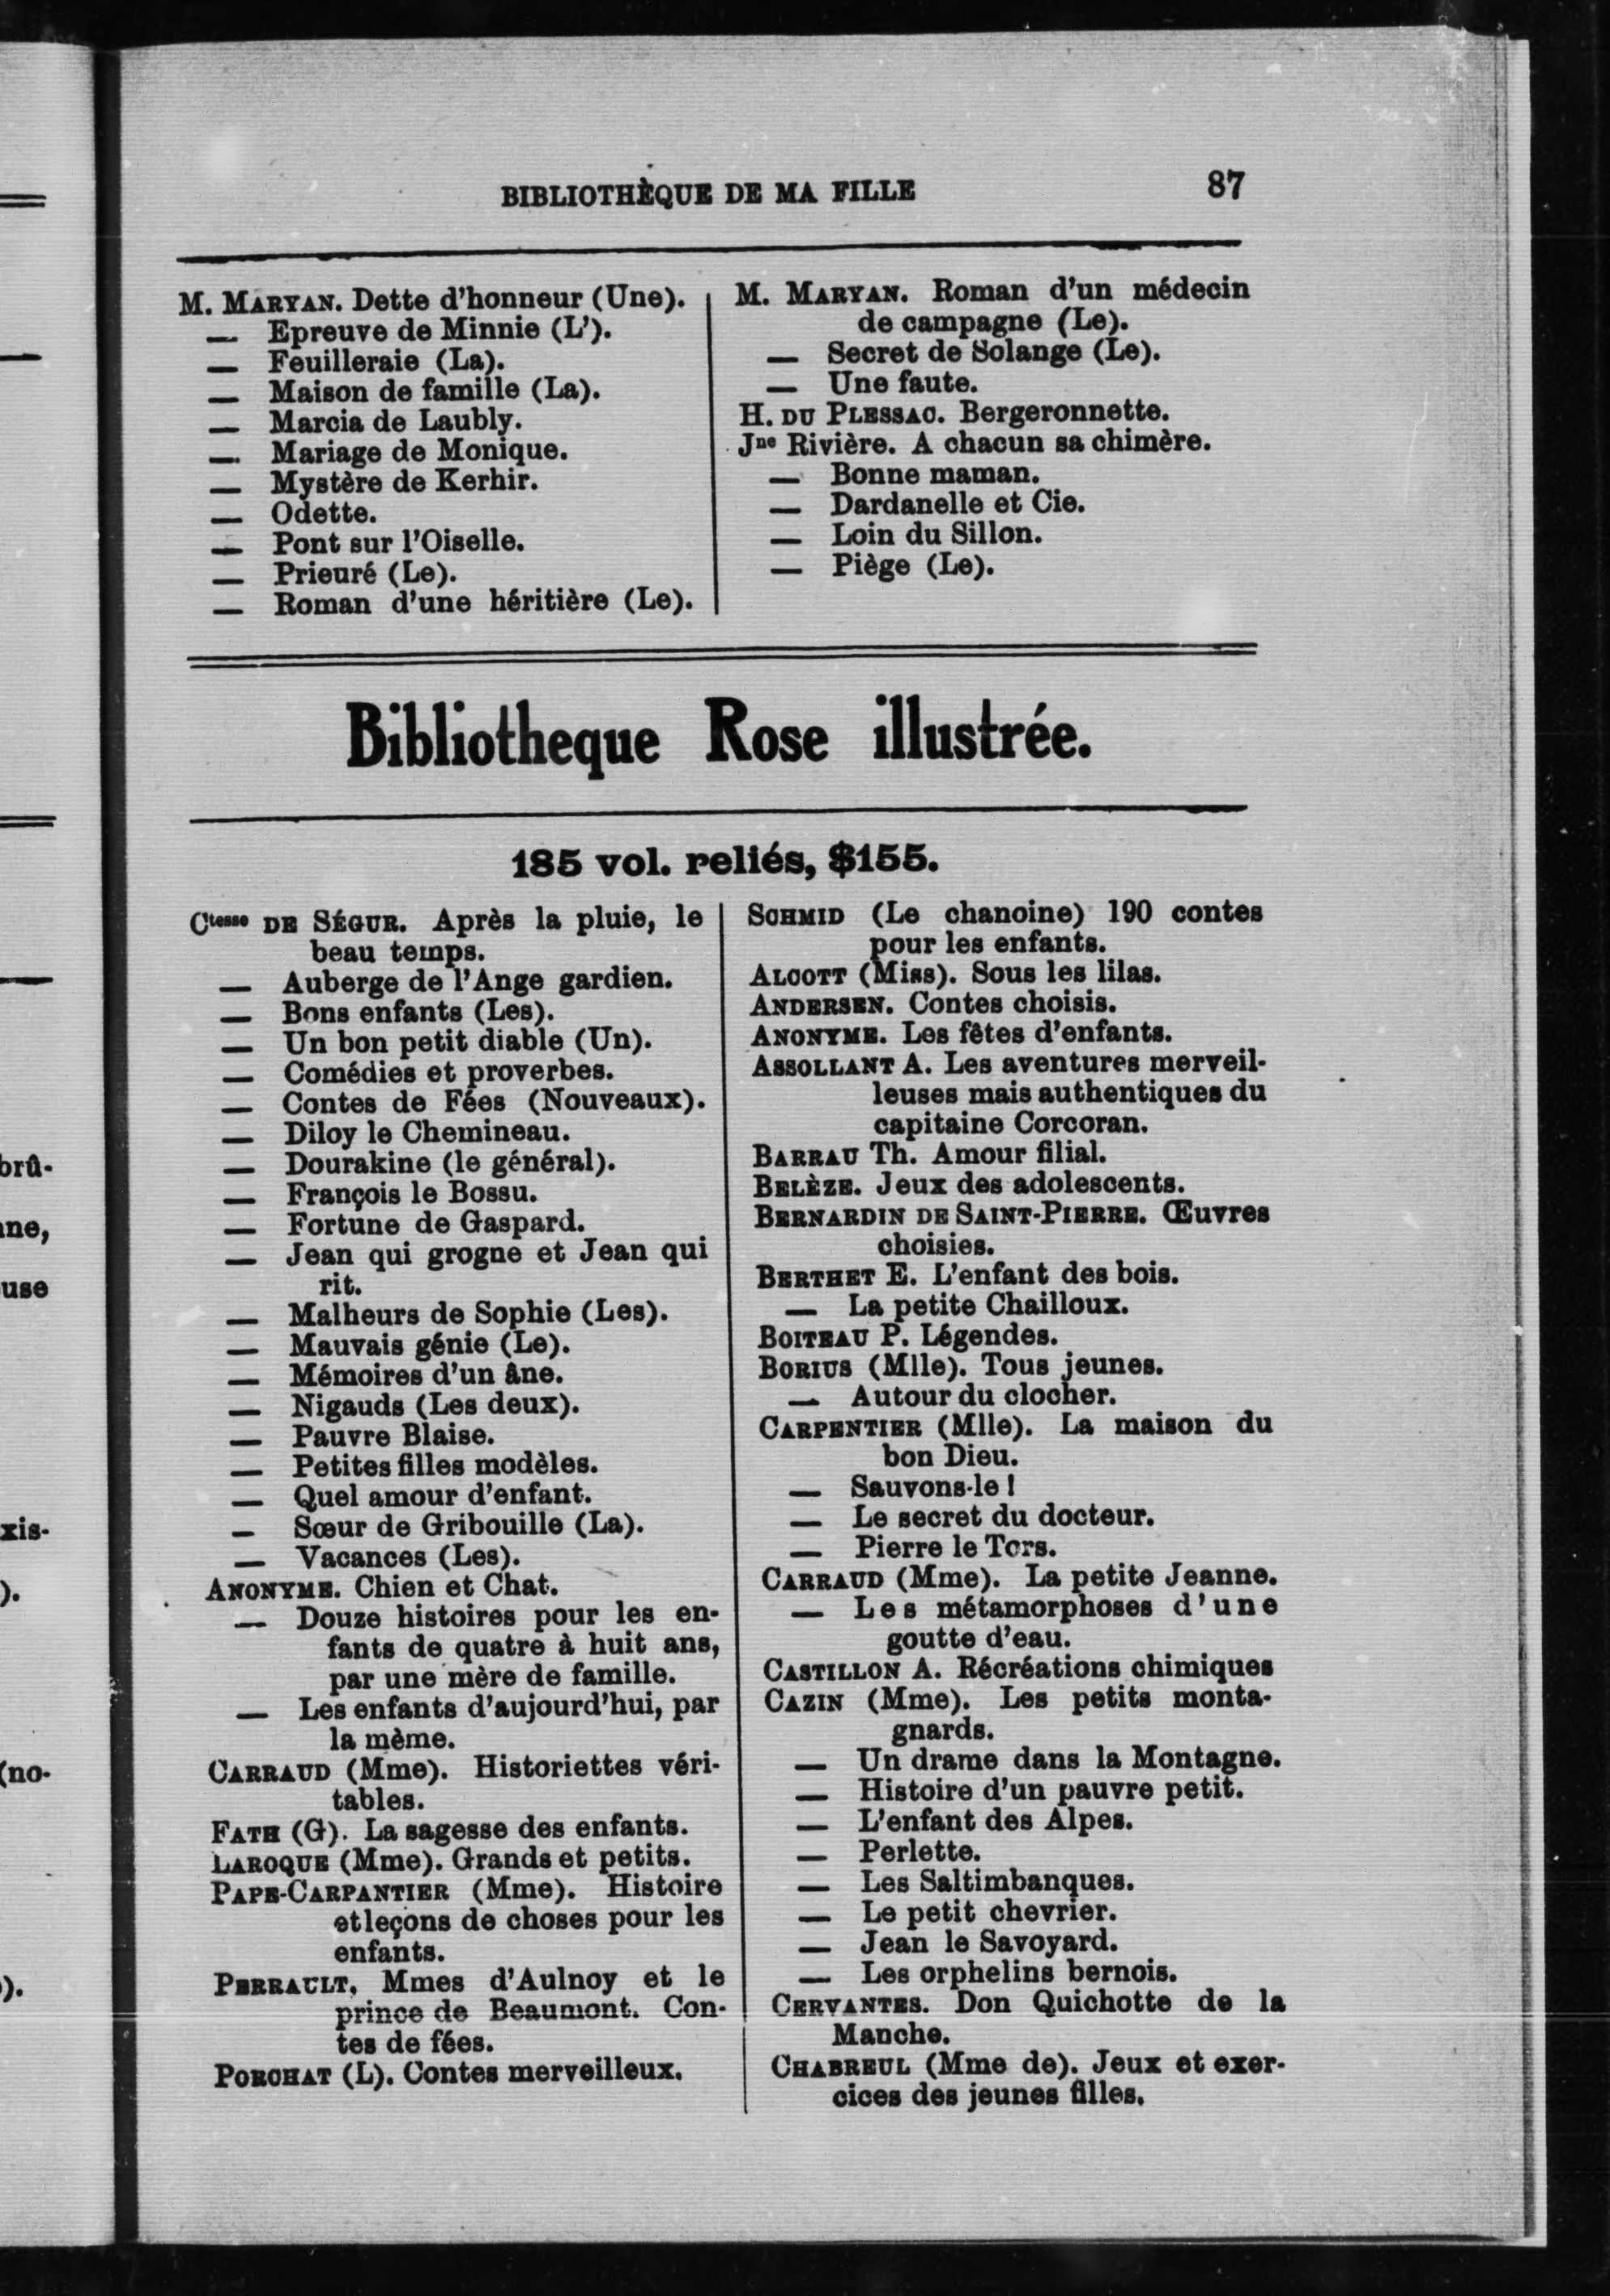 BIBLIOTHÈQUE DE MA FILLE 87
M. MARYAN. Dette d'honneur (Une).
— Epreuve de Minnie (L').
— Feuilleraie (La).
— Maison de famille (La).
— Marcia de Laubly.
— Mariage de Monique.
— Mystère de Kerhir.
— Odette.
— Pont sur l'Oiselle.
— Prieuré (Le).
— Roman d'une héritière (Le).
M. MARYAN. Roman d'un médecin
de campagne (Le).
— Secret de Solange (Le).
— Une faute.
H. DU PLESSAC. Bergeronnette.
Jne Rivière. A chacun sa chimère.
— Bonne maman.
— Dardanelle et Cie.
— Loin du Sillon.
— Piège (Le).
Bibliotheque Rose illustrée.
185 vol. reliés, $155.
Ctesse DE SÉGUR. Après la pluie, le
beau temps.
— Auberge de l'Ange gardien.
— Bons enfants (Les).
— Un bon petit diable (Un).
— Comédies et proverbes.
— Contes de Fées (Nouveaux).
— Diloy le Chemineau.
— Dourakine (le général).
— François le Bossu.
— Fortune de Gaspard.
— Jean qui grogne et Jean qui
rit.
— Malheurs de Sophie (Les).
— Mauvais génie (Le).
— Mémoires d'un âne.
— Nigauds (Les deux).
— Pauvre Blaise.
— Petites filles modèles.
— Quel amour d'enfant.
— Sœur de Gribouille (La).
— Vacances (Les).
ANONYME. Chien et Chat.
— Douze histoires pour les en-
fants de quatre à huit ans,
par une mère de famille.
— Les enfants d'aujourd'hui, par
la mème.
CARRAUD (Mme). Historiettes véri-
tables.
FATH (G). La sagesse des enfants.
LAROQUE (Mme). Grands et petits.
PAPE-CARPANTIER (Mme). Histoire
et leçons de choses pour les
enfants.
PERRAULT, Mmes d'Aulnoy et le
prince de Beaumont. Con-
tes de fées.
PORCHAT (L). Contes merveilleux.
SCHMID (Le chanoine) 190 contes
pour les enfants.
ALCOTT (Miss). Sous les lilas.
ANDERSEN. Contes choisis.
ANONYME. Les fêtes d'enfants.
ASSOLLANT A. Les aventures merveil-
leuses mais authentiques du
capitaine Corcoran.
BARRAU Th. Amour filial.
BELÈZE. Jeux des adolescents.
BERNARDIN DE SAINT-PIERRE. Œuvres
choisies.
BERTHET E. L'enfant des bois.
— La petite Chailloux.
BOITEAU P. Légendes.
BORIUS (Mlle). Tous jeunes.
— Autour du clocher.
CARPENTIER (Mlle). La maison du
bon Dieu.
— Sauvons-le !
— Le secret du docteur.
— Pierre le Tors.
CARRAUD (Mme). La petite Jeanne.
— Les métamorphoses d'une
goutte d'eau.
CASTILLON A. Récréations chimiques
CAZIN (Mme). Les petits monta-
gnards.
— Un drame dans la Montagne.
— Histoire d'un pauvre petit.
— L'enfant des Alpes.
— Perlette.
— Les Saltimbanques.
— Le petit chevrier.
— Jean le Savoyard.
— Les orphelins bernois.
CERVANTES. Don Quichotte de la
Manche.
CHABREUL (Mme de). Jeux et exer-
cices des jeunes filles.
brû-
use
xis-
).
(no-
).